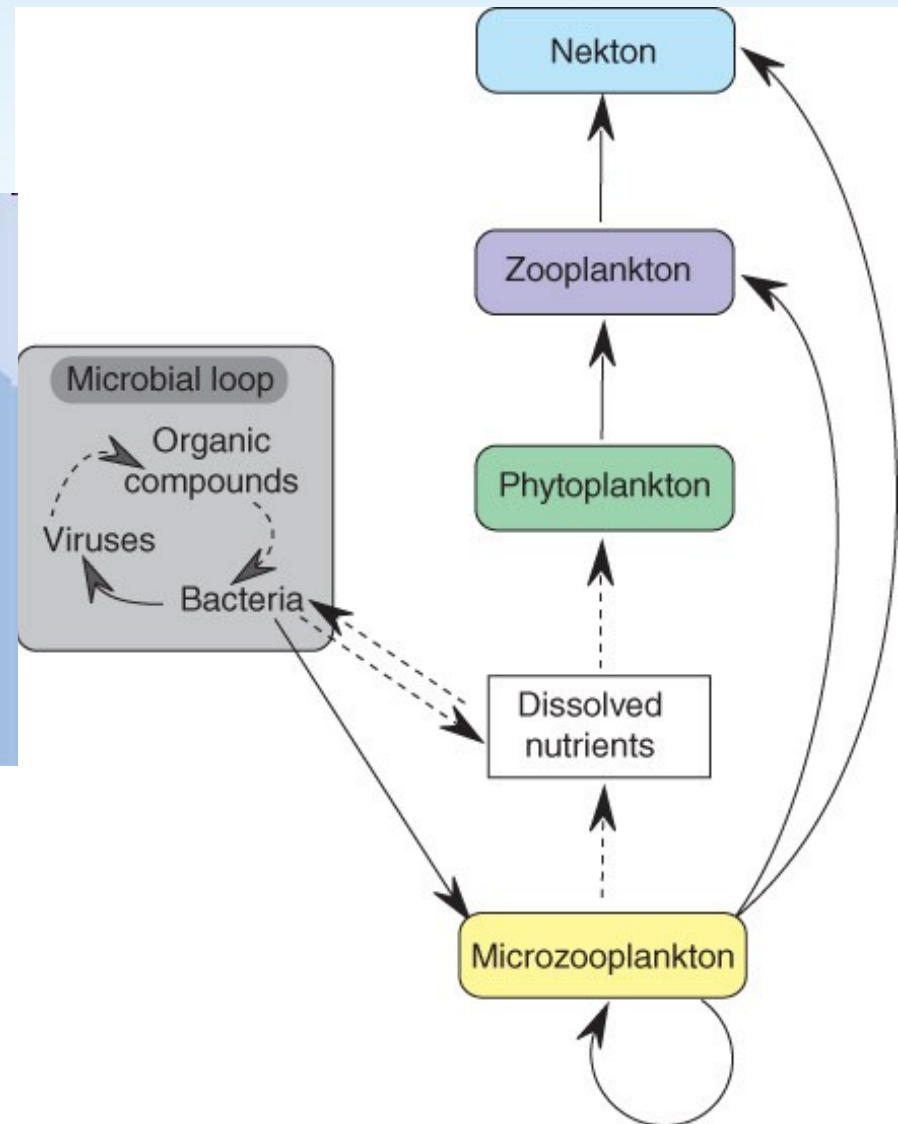 Nekton
Zooplankton
Microbial loop
Organic
compounds
Viruses
Bacteria
Phytoplankton
Dissolved
nutrients
Microzooplankton